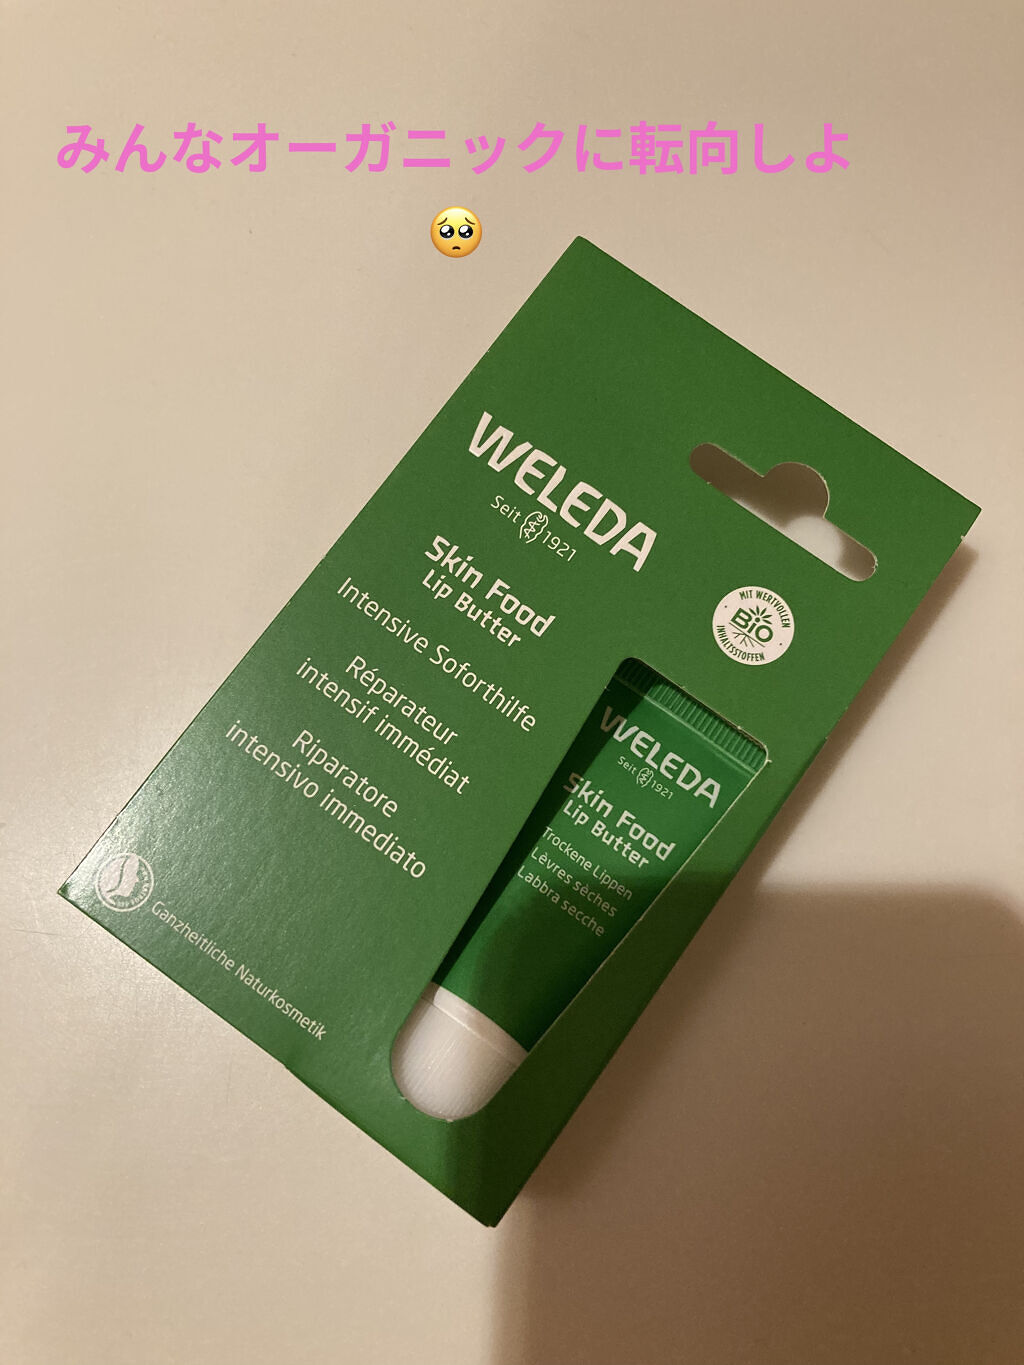 みんなオーガニックに転向しよ
🥺
WELEDA
Seit 1921
Skin Food
Lip Butter
Intensive Soforthilfe
Réparateur
intensif immédiat
Riparatore
intensivo immediato
Ganzheitliche Naturkosmetik
MIT WERTVOLLEN
BiO
INHALTSSTOFFEN
WELEDA
Seit 1921
Skin Food
Lip Butter
Trockene Lippen
Lèvres sèches
Labbra secche